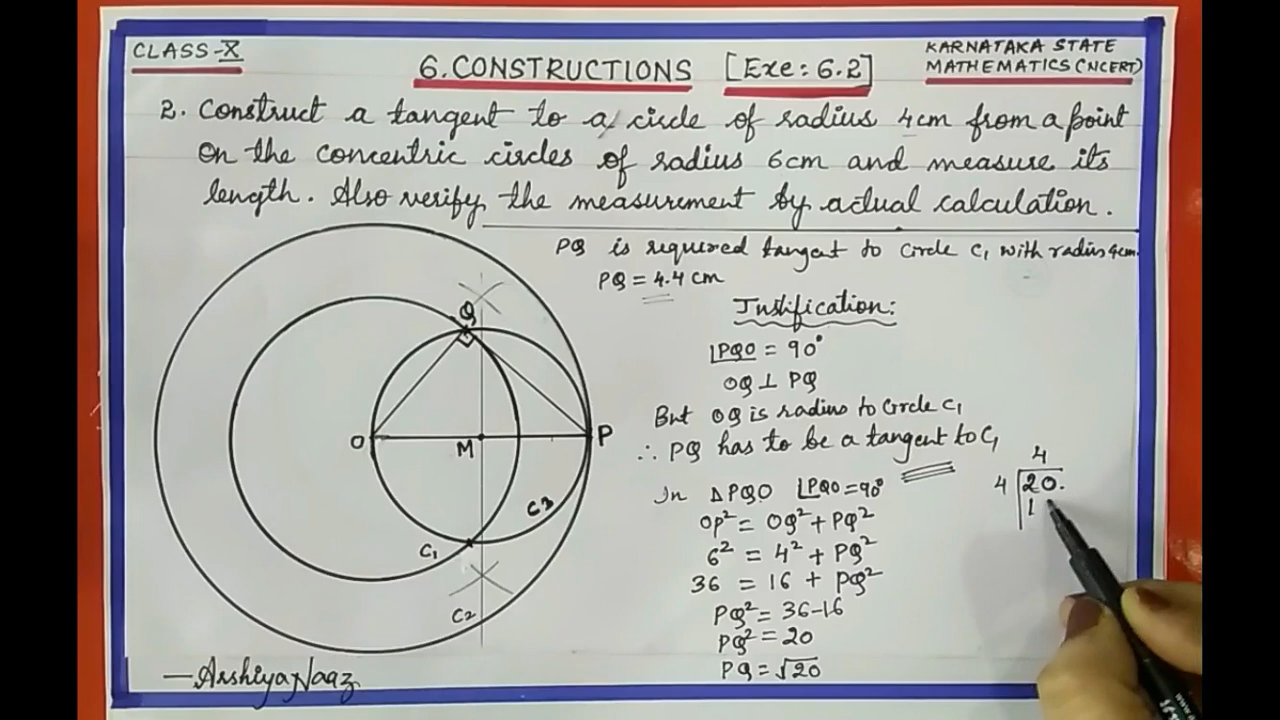 CLASS-X
6.CONSTRUCTIONS [Exe: 6.2]
KARNATAKA STATE
MATHEMATICS (NCERT)
2. Construct a tangent to a circle of radius 4cm from a point
on the concentric circles of radius 6cm and measure its
length. Also verify the measurement by actual calculation.
PQ is required tangent to circle C1 with radius 4cm.
PQ = 4.4 cm
Justification:
∠PQO = 90°
OQ ⊥ PQ
But OQ is radius to circle C1
∴ PQ has to be a tangent to C1
In △PQO ∠PQO = 90°
OP² = OQ² + PQ²
6² = 4² + PQ²
36 = 16 + PQ²
PQ² = 36-16
PQ² = 20
PQ = √20
4
4 20.
1
Q
O
M
P
C3
C1
C2
— Arshiya Naaz